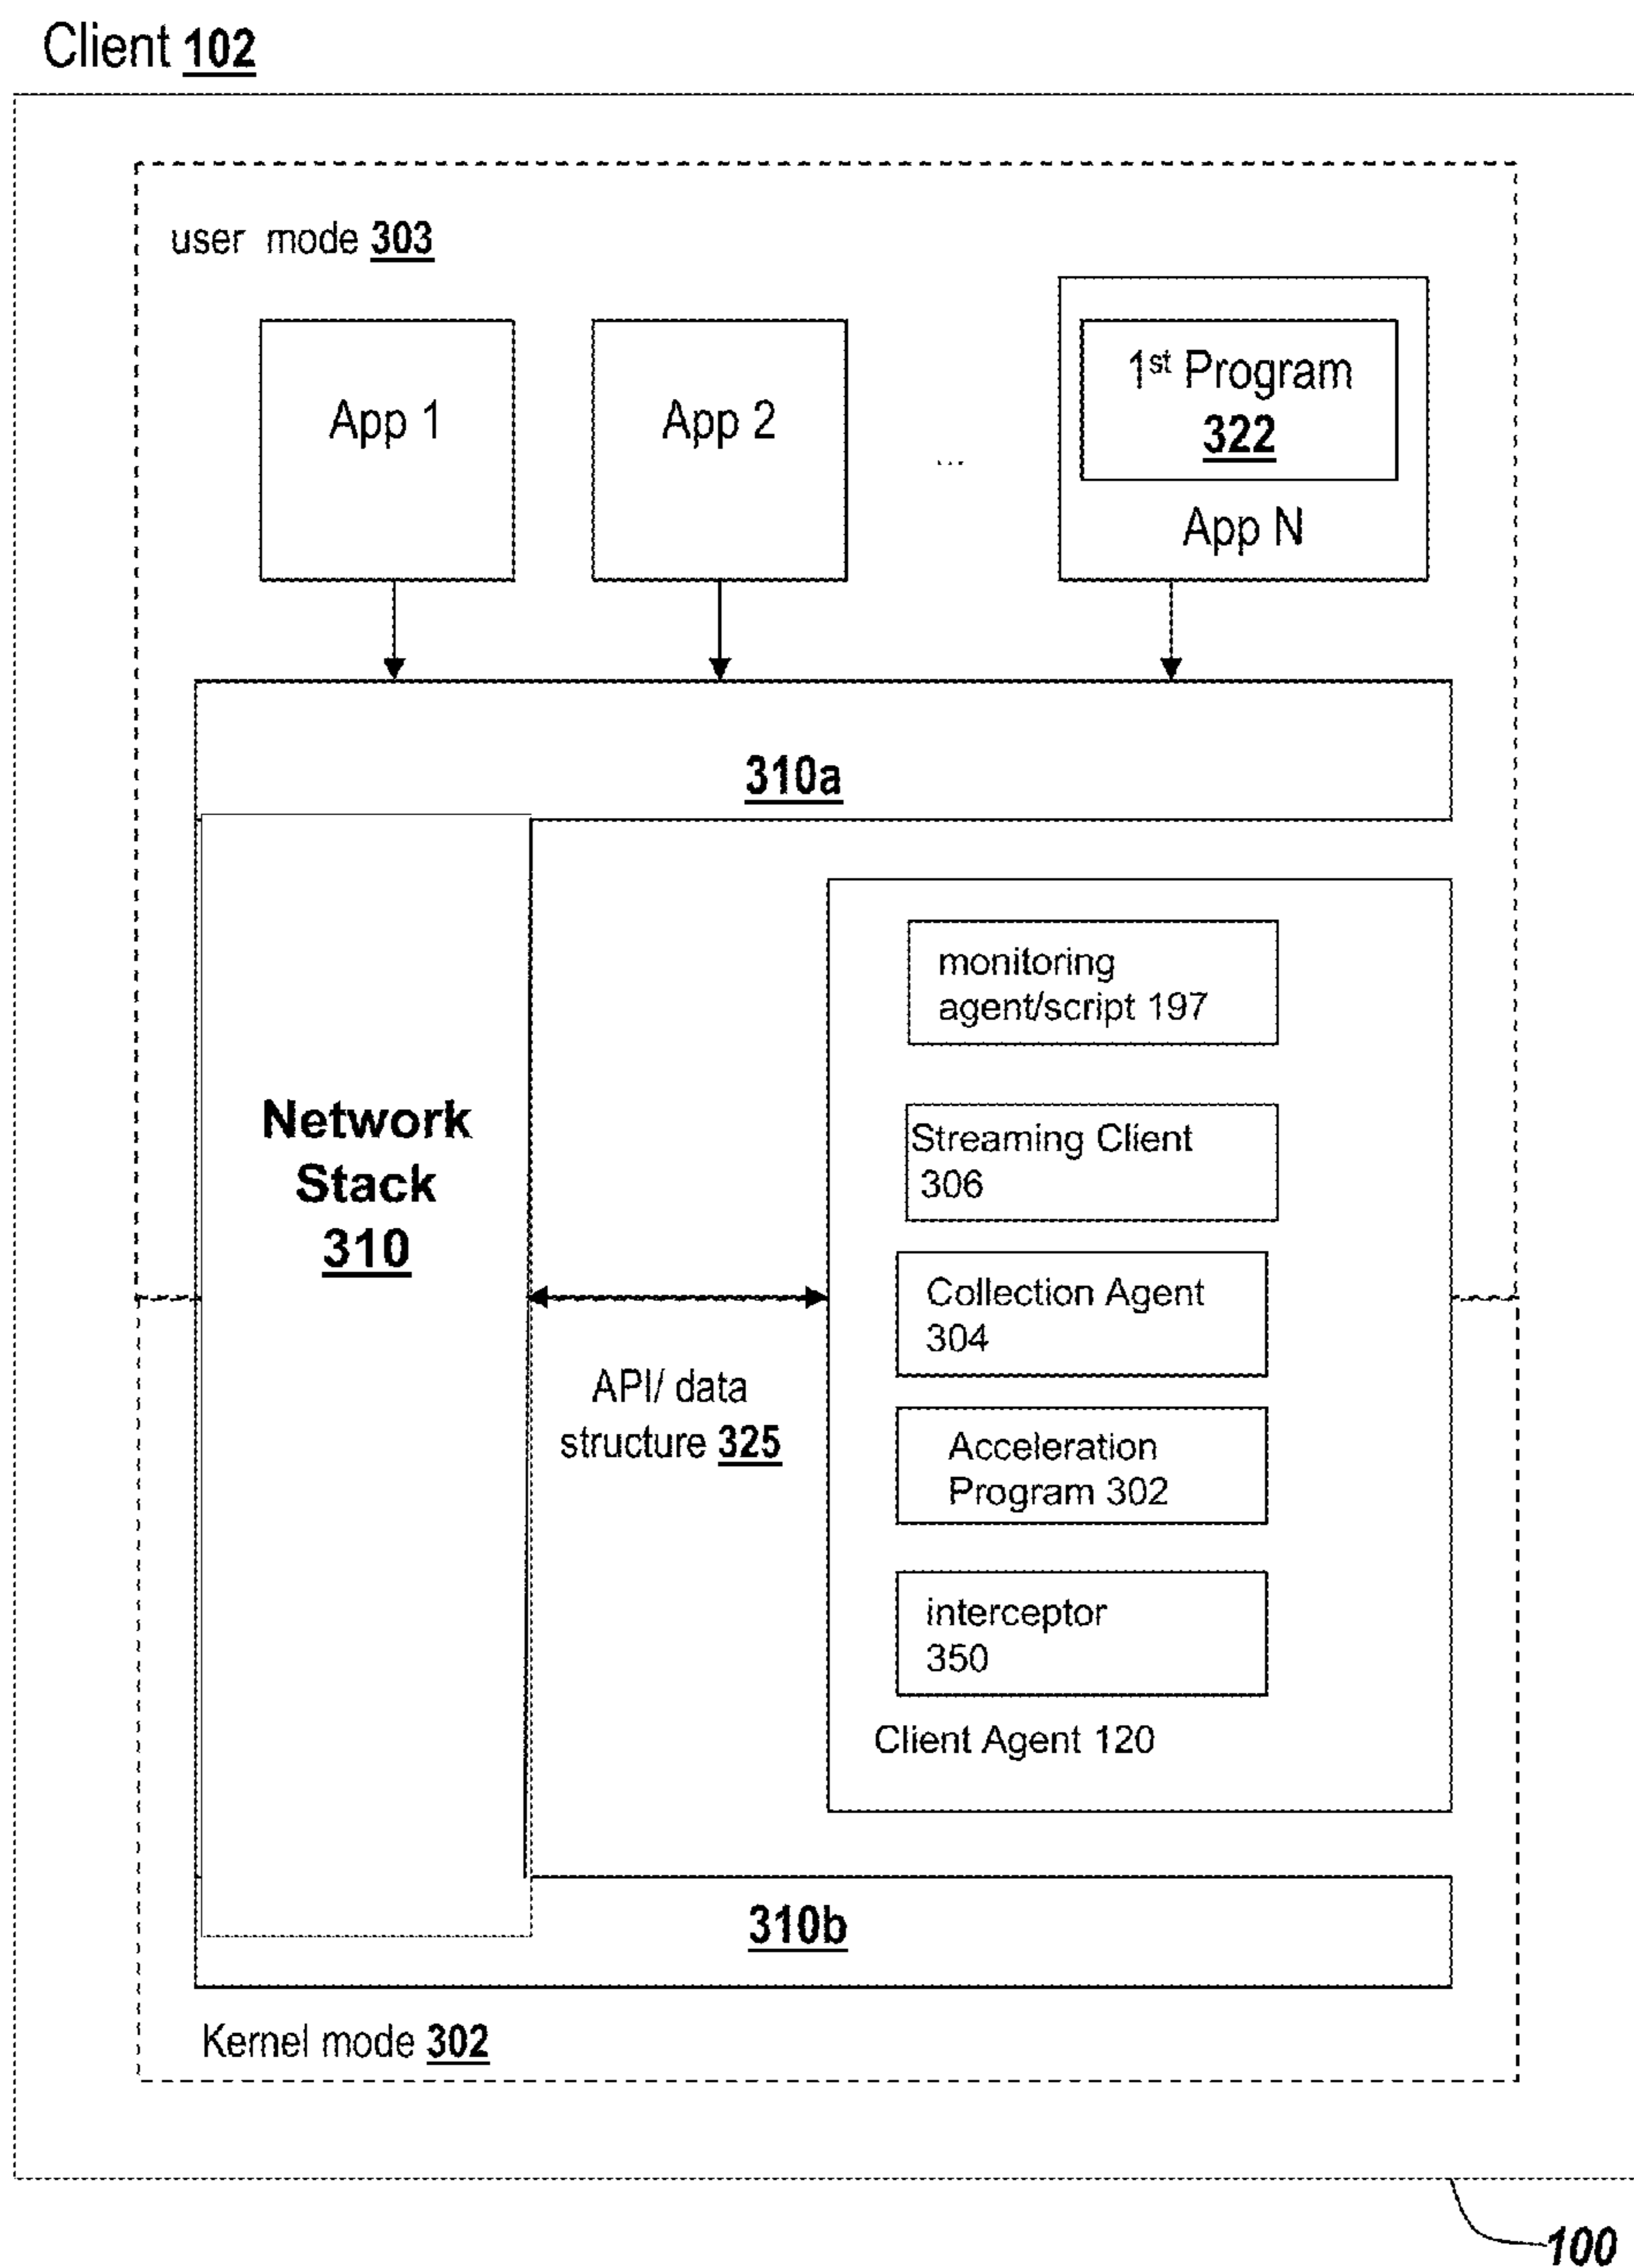 Client 102
user mode 303
App 1
App 2
...
1st Program
322
App N
310a
Network
Stack
310
API/ data
structure 325
monitoring
agent/script 197
Streaming Client
306
Collection Agent
304
Acceleration
Program 302
interceptor
350
Client Agent 120
310b
Kernel mode 302
100